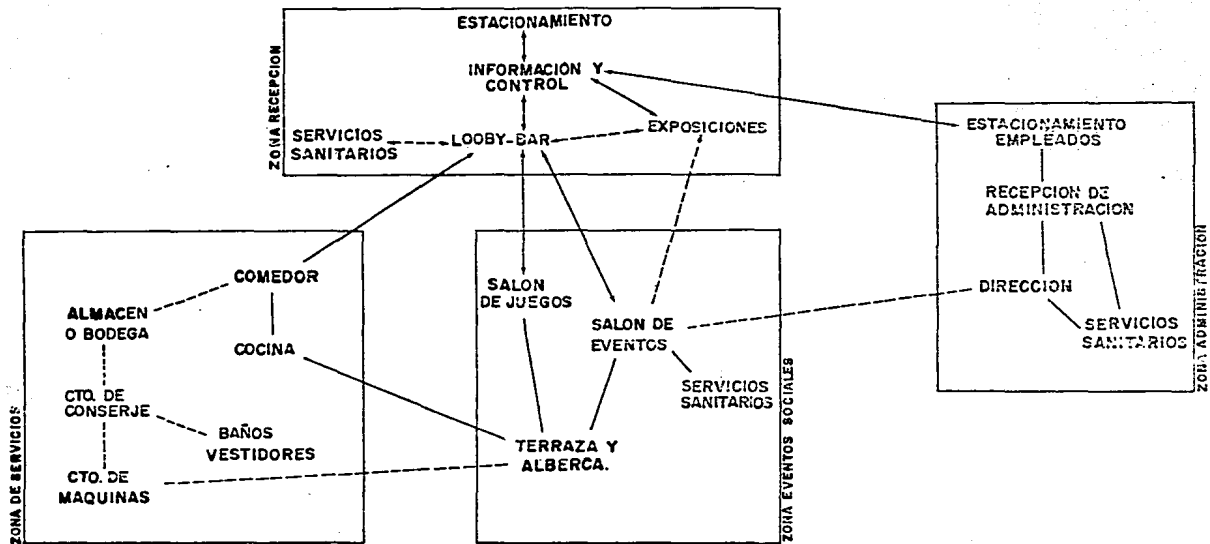 ESTACIONAMIENTO
INFORMACIÓN Y
CONTROL
ZONA RECEPCION
SERVICIOS
SANITARIOS
LOOBY-BAR
EXPOSICIONES
ESTACIONAMIENTO
EMPLEADOS
RECEPCION DE
ADMINISTRACION
DIRECCION
SERVICIOS
SANITARIOS
ZONA ADMINISTRACION
COMEDOR
ALMACEN
O BODEGA
COCINA
CTO. DE
CONSERJE
BAÑOS
VESTIDORES
CTO. DE
MAQUINAS
ZONA DE SERVICIOS
SALON
DE JUEGOS
SALON DE
EVENTOS
SERVICIOS
SANITARIOS
TERRAZA Y
ALBERCA.
ZONA EVENTOS SOCIALES